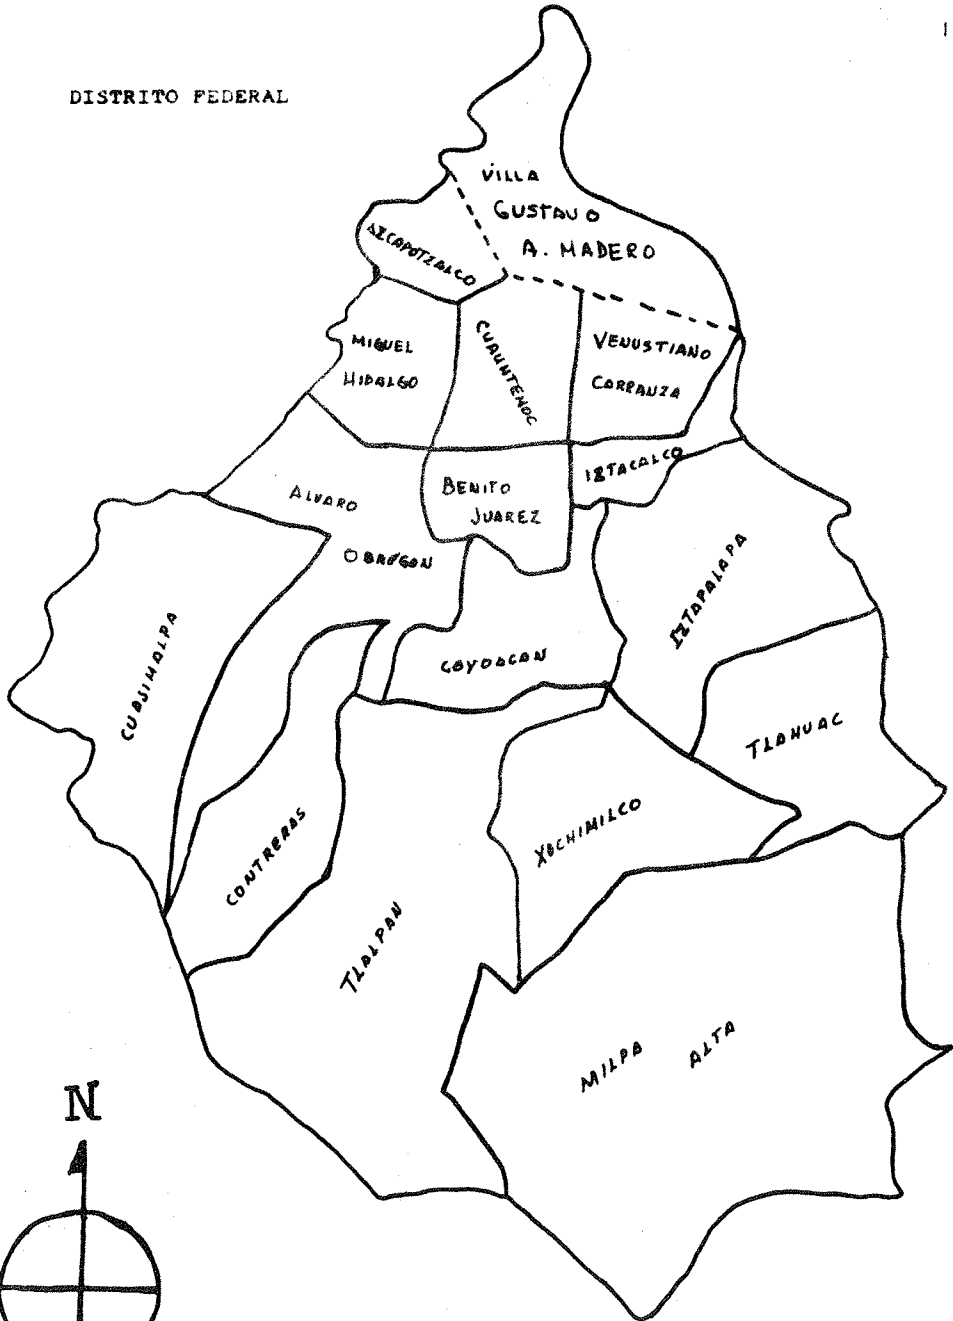 1
DISTRITO FEDERAL
VILLA
GUSTAVO
A. MADERO
AZCAPOTZALCO
MIGUEL
HIDALGO
CUAUHTEMOC
VENUSTIANO
CARRANZA
ALVARO
OBREGON
BENITO
JUAREZ
IZTACALCO
IZTAPALAPA
CUAJIMALPA
COYOACAN
TLAHUAC
CONTRERAS
XOCHIMILCO
TLALPAN
MILPA ALTA
N